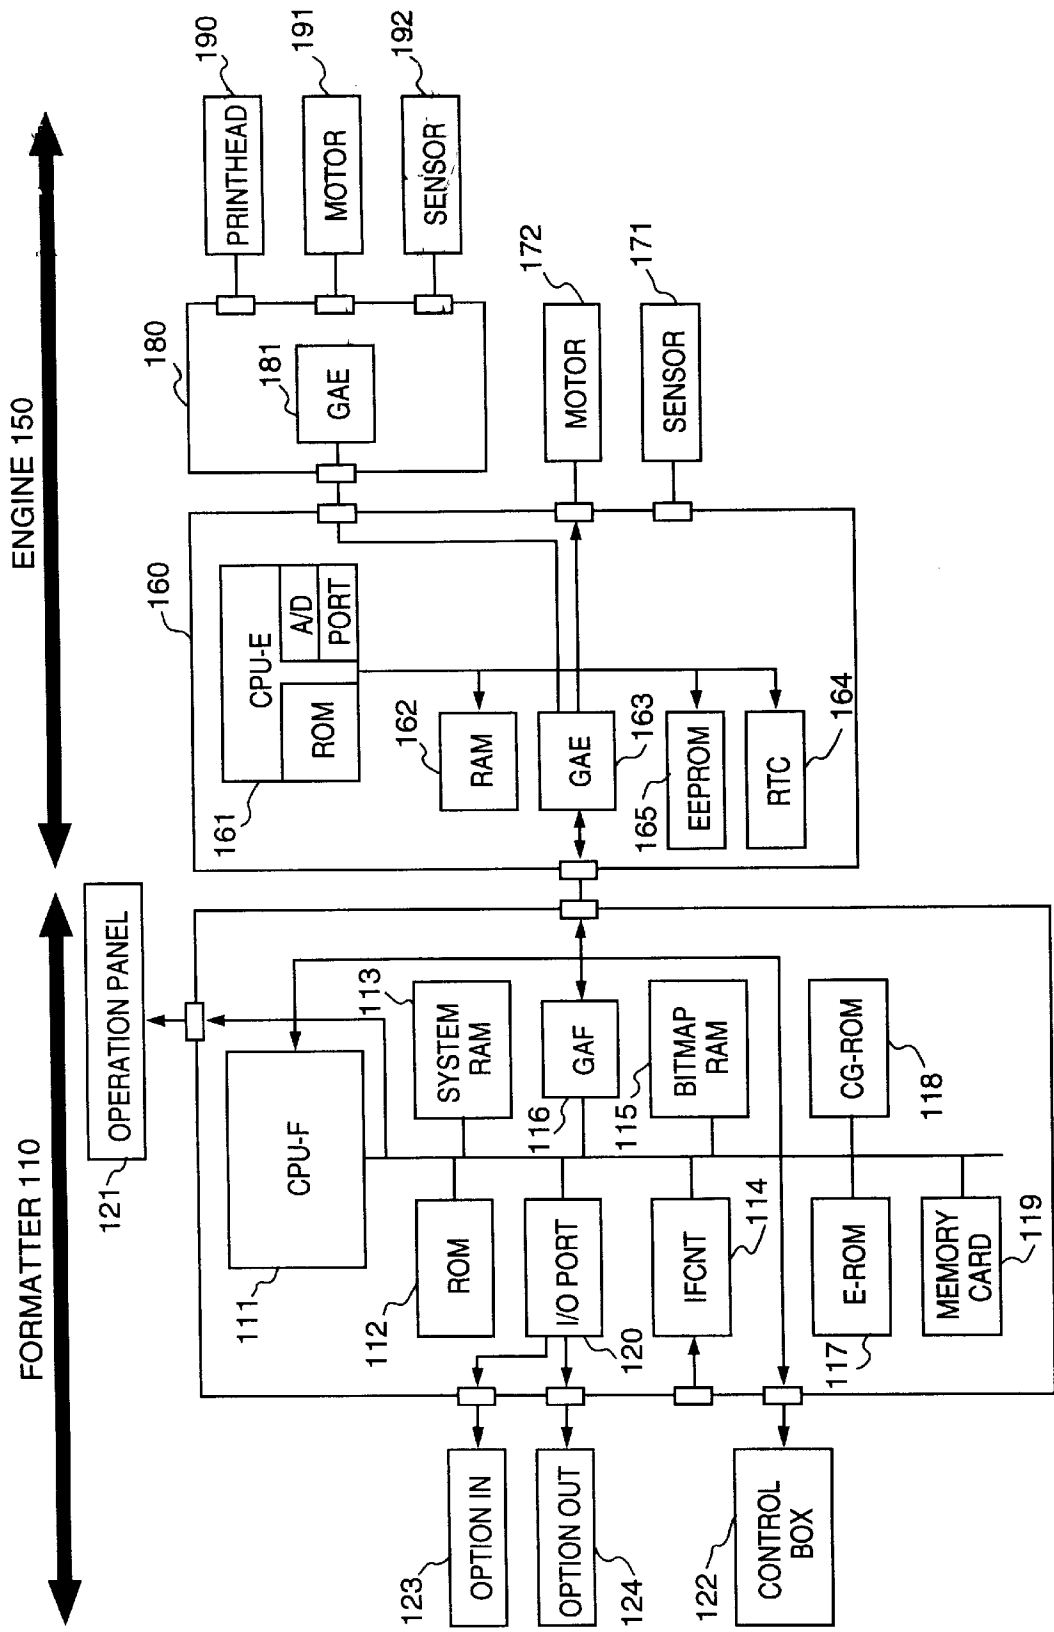 FORMATTER 110
ENGINE 150
OPERATION PANEL
121
CPU-F
111
ROM
112
SYSTEM
RAM
113
I/O PORT
120
GAF
116
IFCNT
114
BITMAP
RAM
115
E-ROM
117
CG-ROM
118
MEMORY
CARD
119
OPTION IN
123
OPTION OUT
124
CONTROL
BOX
122
160
CPU-E
A/D
PORT
ROM
161
RAM
162
GAE
163
EEPROM
165
RTC
164
180
GAE
181
PRINTHEAD
190
MOTOR
191
SENSOR
192
MOTOR
172
SENSOR
171